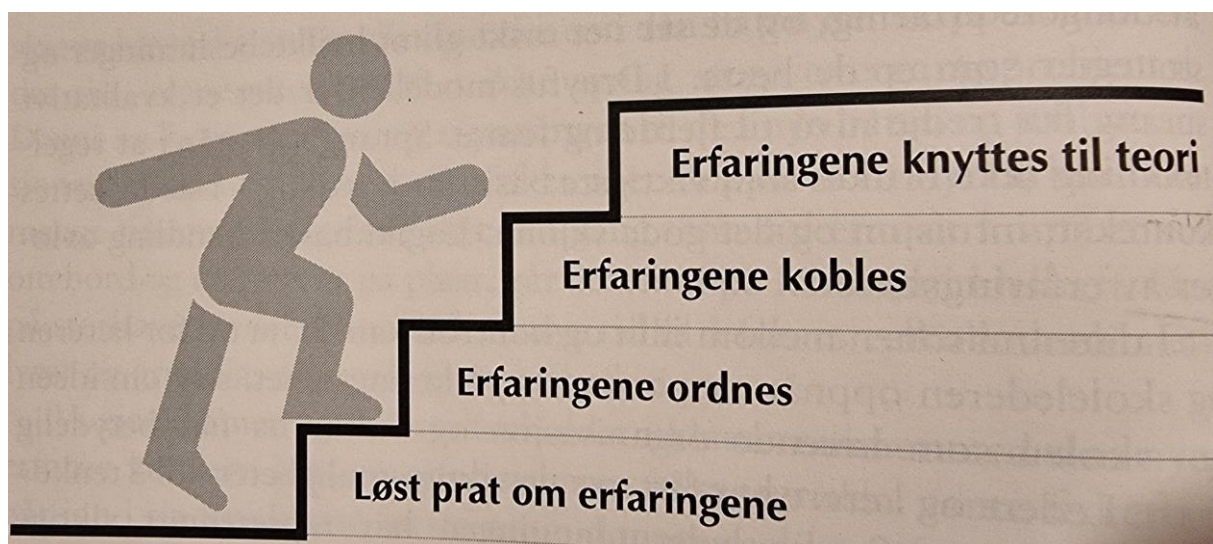 Erfaringene knyttes til teori
Erfaringene kobles
Erfaringene ordnes
Løst prat om erfaringene